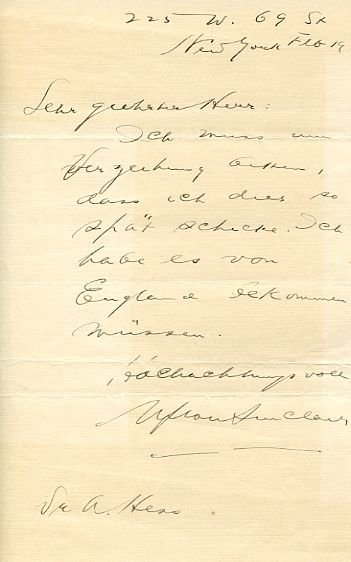 225 W. 69 St
New York Feb 19
Sehr geehrter Herr:
Ich muss um
Verzeihung bitten,
dass ich dies so
spät schicke. Ich
habe es von
England bekommen
müssen.
Hochachtungsvoll
Upton Sinclair
Dr A. Hess